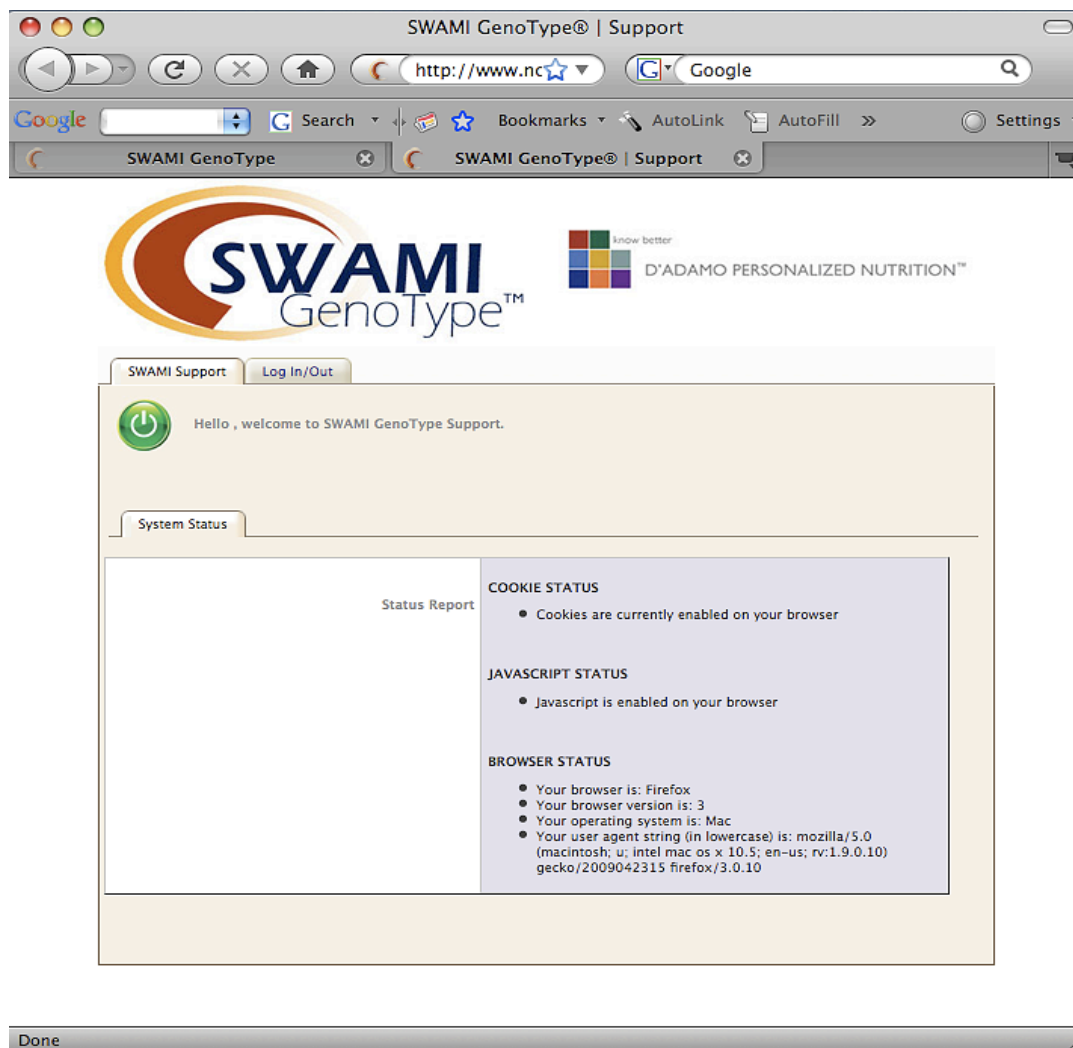 SWAMI GenoType® | Support
http://www.nc
G Google
Google
G Search
Bookmarks
AutoLink
AutoFill
»
Settings
SWAMI GenoType
SWAMI GenoType® | Support
SWAMI
GenoType™
know better
D'ADAMO PERSONALIZED NUTRITION™
SWAMI Support
Log In/Out
Hello , welcome to SWAMI GenoType Support.
System Status
Status Report
COOKIE STATUS
• Cookies are currently enabled on your browser
JAVASCRIPT STATUS
• Javascript is enabled on your browser
BROWSER STATUS
• Your browser is: Firefox
• Your browser version is: 3
• Your operating system is: Mac
• Your user agent string (in lowercase) is: mozilla/5.0
(macintosh; u; intel mac os x 10.5; en-us; rv:1.9.0.10)
gecko/2009042315 firefox/3.0.10
Done